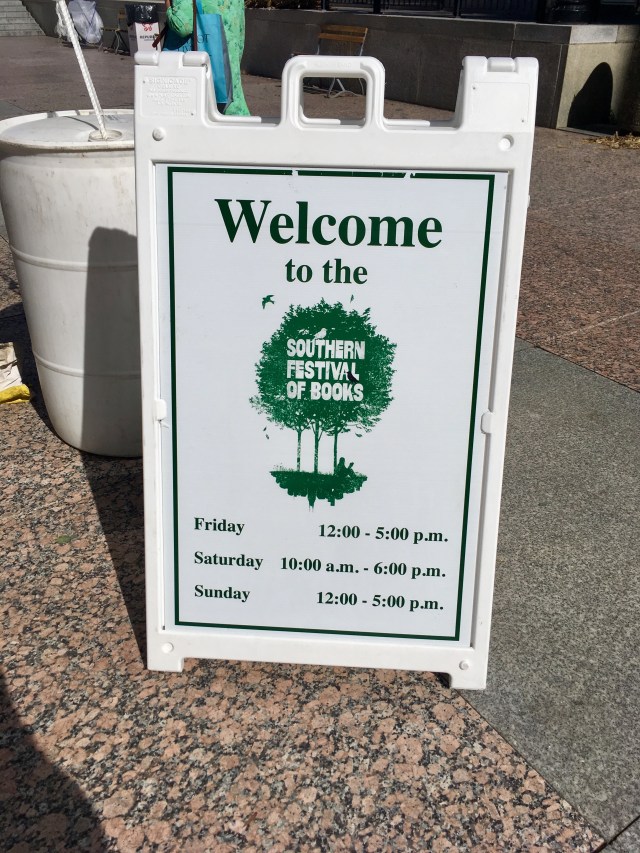 Welcome
to the
SOUTHERN
FESTIVAL
OF BOOKS
Friday 12:00 - 5:00 p.m.
Saturday 10:00 a.m. - 6:00 p.m.
Sunday 12:00 - 5:00 p.m.